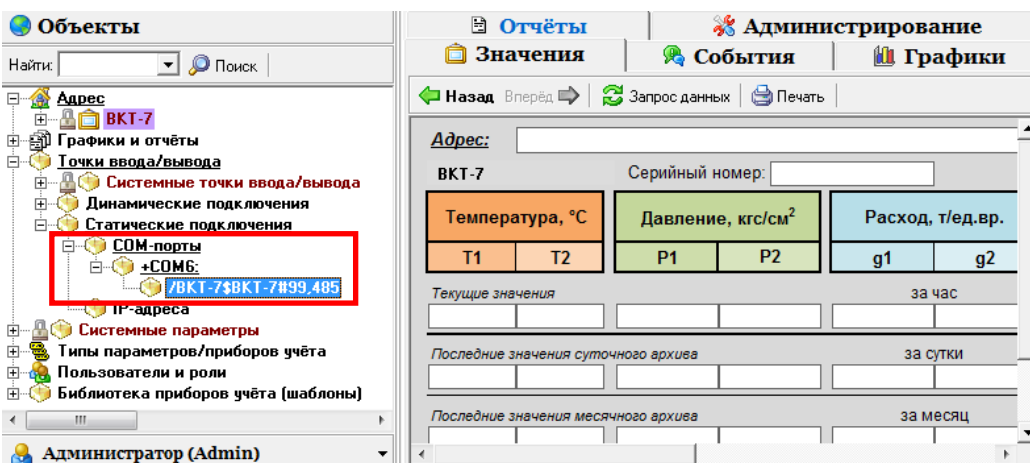 Объекты
Найти: Поиск
Адрес
ВКТ-7
Графики и отчёты
Точки ввода/вывода
Системные точки ввода/вывода
Динамические подключения
Статические подключения
COM-порты
+COM6:
/ВКТ-7$ВКТ-7#99,485
IP-адреса
Системные параметры
Типы параметров/приборов учёта
Пользователи и роли
Библиотека приборов учёта (шаблоны)
Администратор (Admin)
Отчёты Администрирование
Значения События Графики
Назад Вперёд Запрос данных Печать
Адрес:
ВКТ-7 Серийный номер:
Температура, °C Давление, кгс/см² Расход, т/ед.вр.
T1 T2 P1 P2 g1 g2
Текущие значения за час
Последние значения суточного архива за сутки
Последние значения месячного архива за месяц